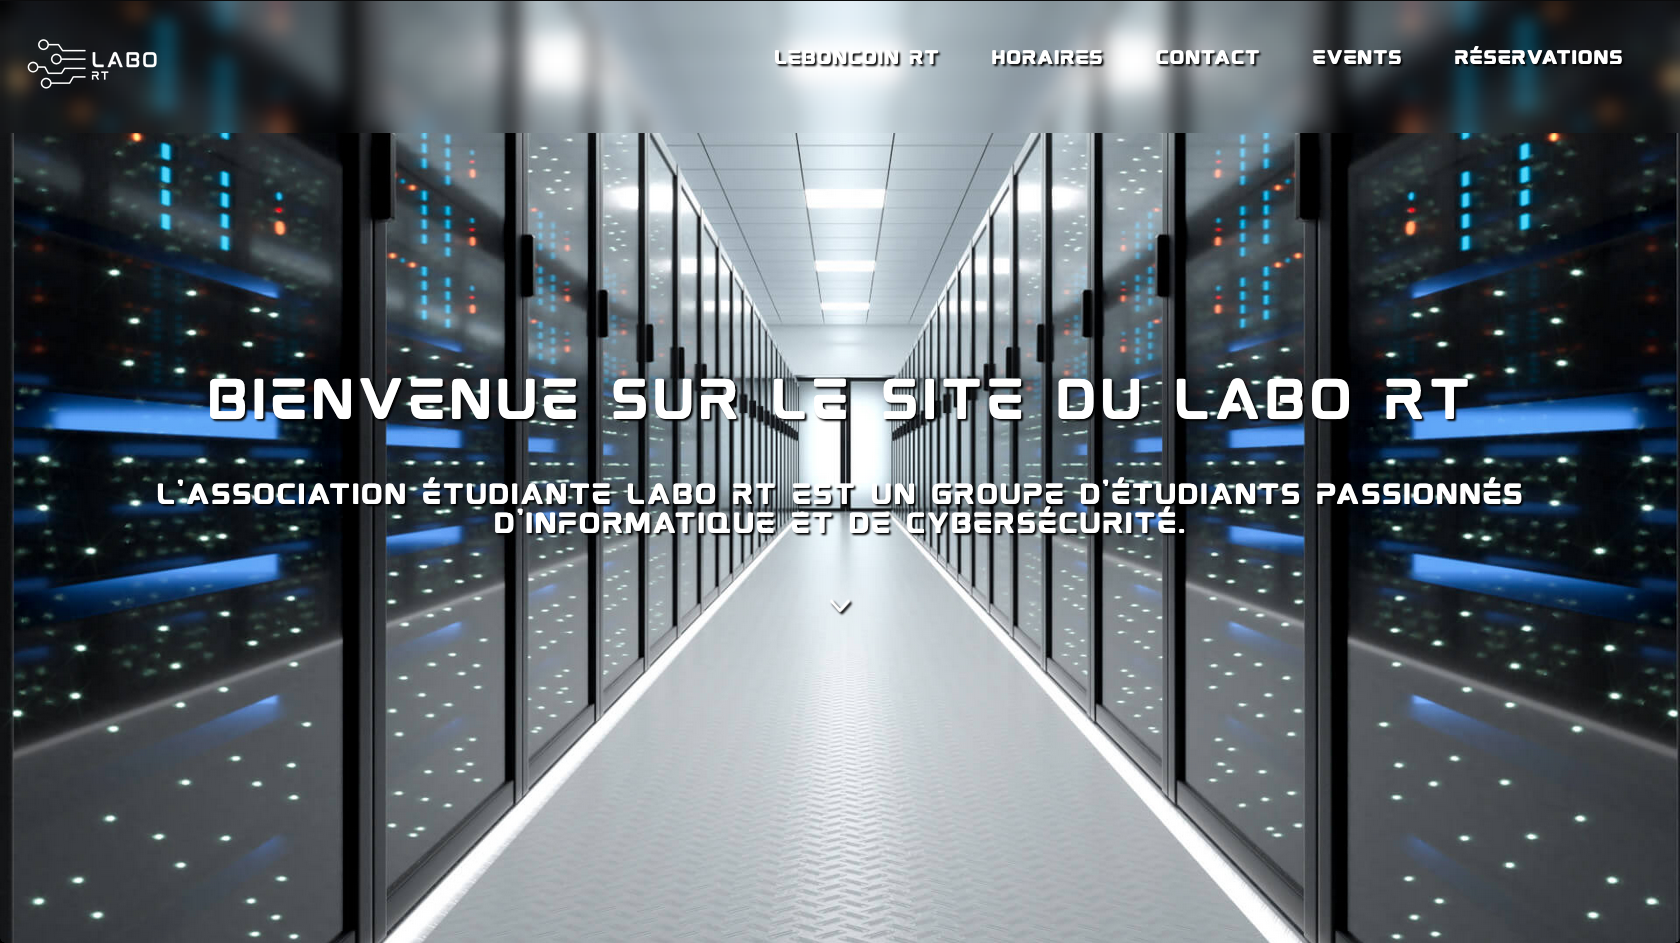 LABO
RT
LEBONCOIN RT
HORAIRES
CONTACT
EVENTS
RÉSERVATIONS
BIENVENUE SUR LE SITE DU LABO RT
L'ASSOCIATION ÉTUDIANTE LABO RT EST UN GROUPE D'ÉTUDIANTS PASSIONNÉS
D'INFORMATIQUE ET DE CYBERSÉCURITÉ.